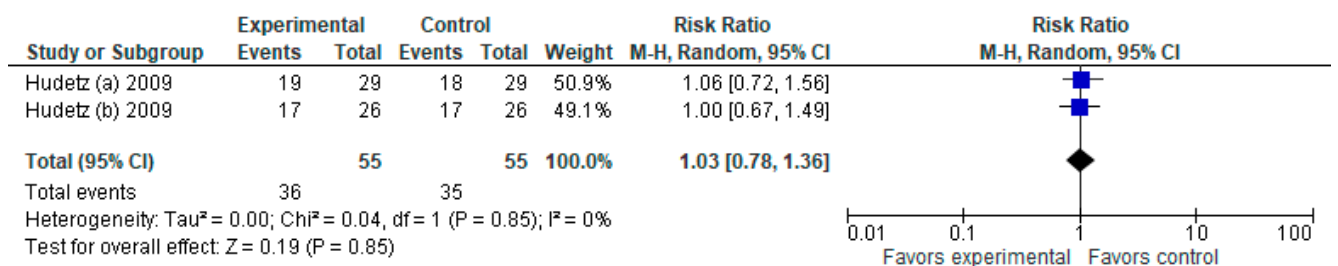 Experimental Control Risk Ratio Risk Ratio
Study or Subgroup Events Total Events Total Weight M-H, Random, 95% CI M-H, Random, 95% CI
Hudetz (a) 2009 19 29 18 29 50.9% 1.06 [0.72, 1.56]
Hudetz (b) 2009 17 26 17 26 49.1% 1.00 [0.67, 1.49]
Total (95% CI) 55 55 100.0% 1.03 [0.78, 1.36]
Total events 36 35
Heterogeneity: Tau² = 0.00; Chi² = 0.04, df = 1 (P = 0.85); I² = 0%
Test for overall effect: Z = 0.19 (P = 0.85)
0.01 0.1 1 10 100
Favors experimental Favors control